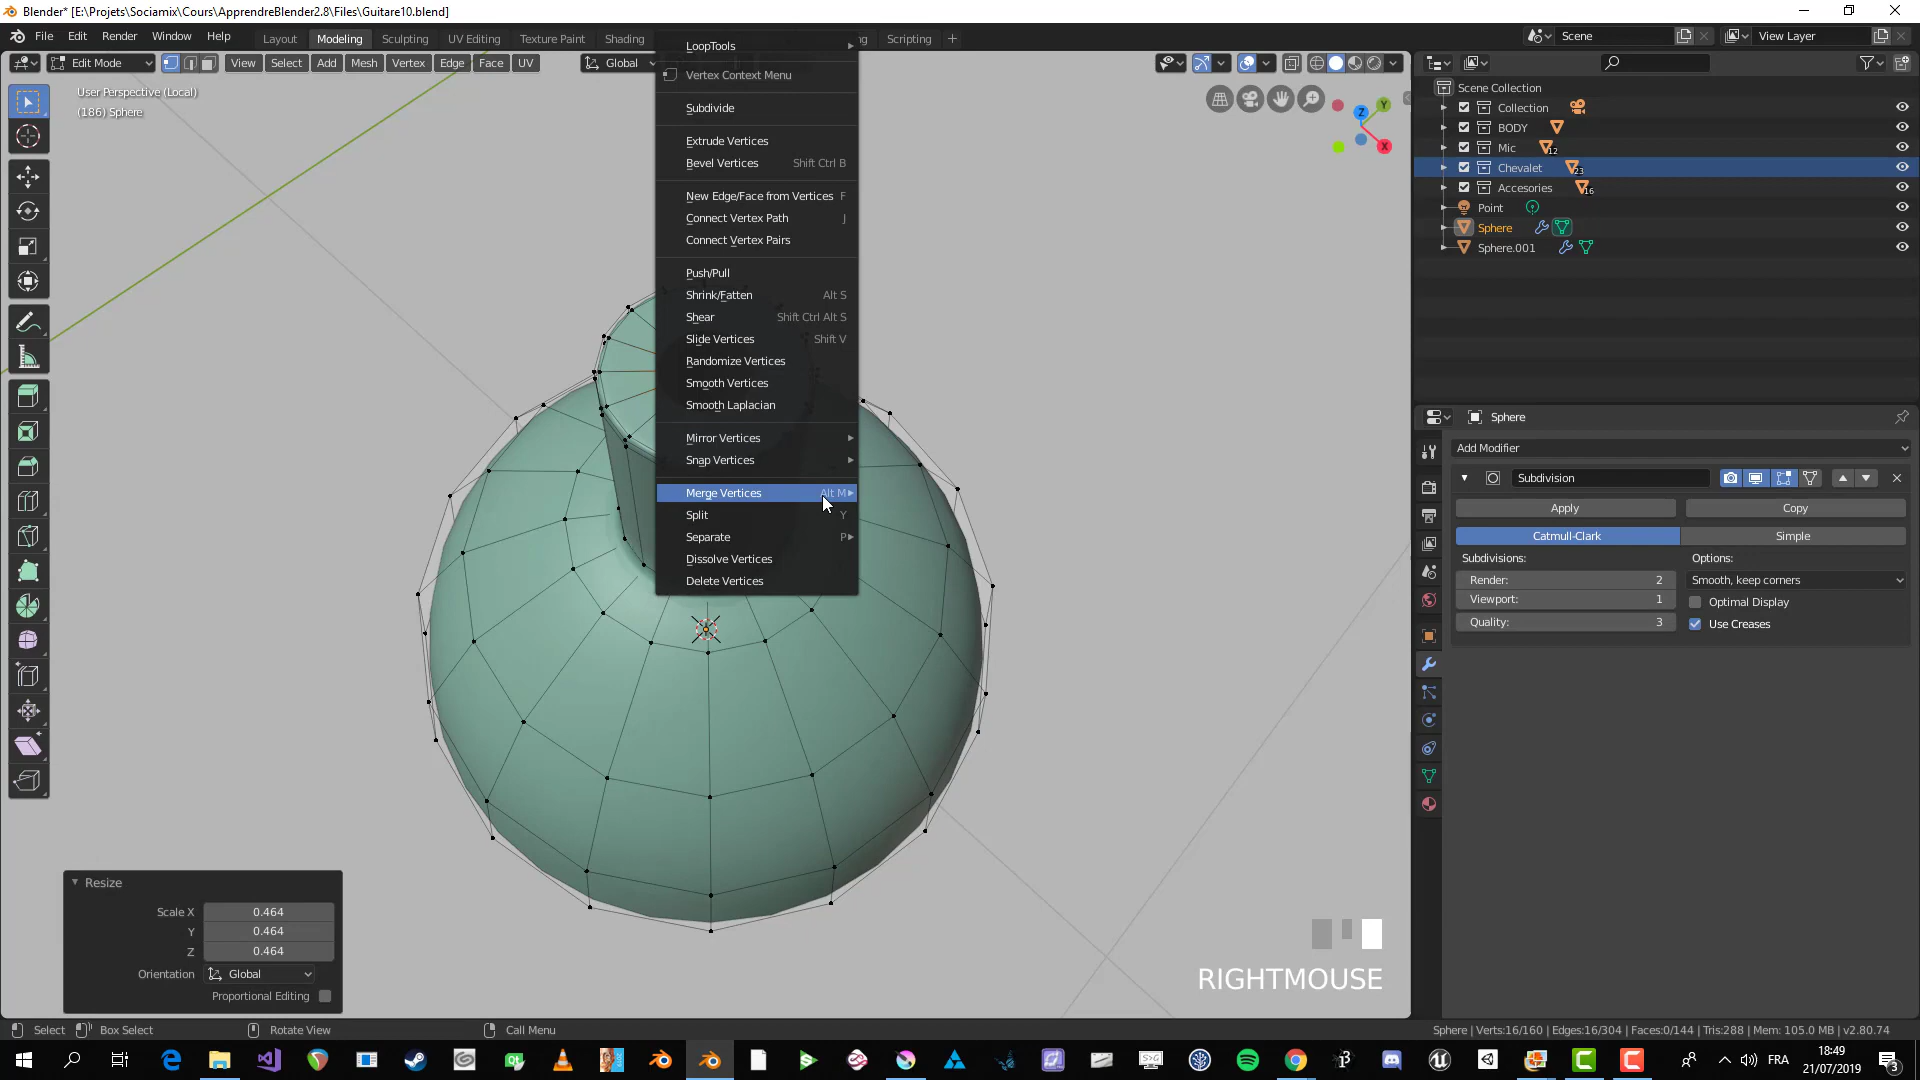 Blender* [E:\Projets\Sociamix\Cours\ApprendreBlender2.8\Files\Guitare10.blend]
File Edit Render Window Help
Layout Modeling Sculpting UV Editing Texture Paint Shading Scripting
Scene View Layer
Edit Mode View Select Add Mesh Vertex Edge Face UV Global
User Perspective (Local)
(186) Sphere
Z Y X
LoopTools
Vertex Context Menu
Subdivide
Extrude Vertices
Bevel Vertices Shift Ctrl B
New Edge/Face from Vertices F
Connect Vertex Path J
Connect Vertex Pairs
Push/Pull
Shrink/Fatten Alt S
Shear Shift Ctrl Alt S
Slide Vertices Shift V
Randomize Vertices
Smooth Vertices
Smooth Laplacian
Mirror Vertices
Snap Vertices
Merge Vertices Alt M
Split Y
Separate P
Dissolve Vertices
Delete Vertices
Scene Collection
Collection
BODY
Mic 12
Chevalet 23
Accesories 16
Point
Sphere
Sphere.001
Sphere
Add Modifier
Subdivision
Apply Copy
Catmull-Clark Simple
Subdivisions: Options:
Render: 2 Smooth, keep corners
Viewport: 1 Optimal Display
Quality: 3 Use Creases
Resize
Scale X 0.464
Y 0.464
Z 0.464
Orientation Global
Proportional Editing
RIGHTMOUSE
Select Box Select Rotate View Call Menu
Sphere | Verts:16/160 | Edges:16/304 | Faces:0/144 | Tris:288 | Mem: 105.0 MB | v2.80.74
FRA
18:49
21/07/2019
3